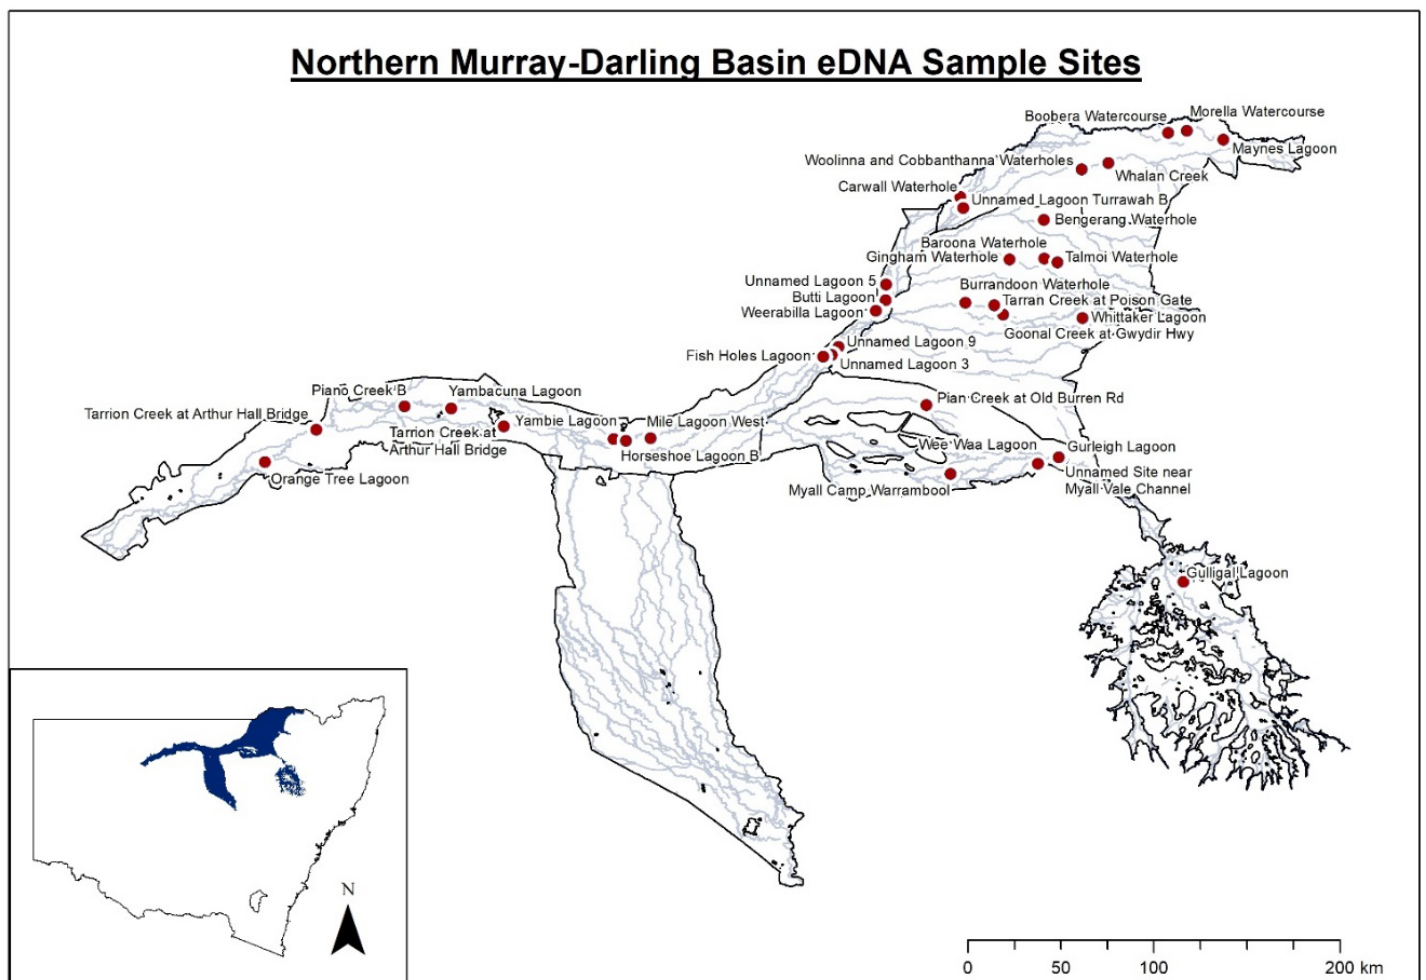 Northern Murray-Darling Basin eDNA Sample Sites
Boobera Watercourse
Morella Watercourse
Maynes Lagoon
Woolinna and Cobbanthanna Waterholes
Whalan Creek
Carwall Waterhole
Unnamed Lagoon Turrawah B
Bengerang Waterhole
Baroona Waterhole
Gingham Waterhole
Talmoi Waterhole
Unnamed Lagoon 5
Burrandoon Waterhole
Butti Lagoon
Tarran Creek at Poison Gate
Weerabilla Lagoon
Whittaker Lagoon
Goonal Creek at Gwydir Hwy
Unnamed Lagoon 9
Fish Holes Lagoon
Unnamed Lagoon 3
Piano Creek B
Yambacuna Lagoon
Pian Creek at Old Burren Rd
Tarrion Creek at Arthur Hall Bridge
Yambie Lagoon
Mile Lagoon West
Tarrion Creek at
Arthur Hall Bridge
Wee Waa Lagoon
Gurleigh Lagoon
Horseshoe Lagoon B
Orange Tree Lagoon
Unnamed Site near
Myall Vale Channel
Myall Camp Warrambool
Gulligal Lagoon
N
0 50 100 200 km